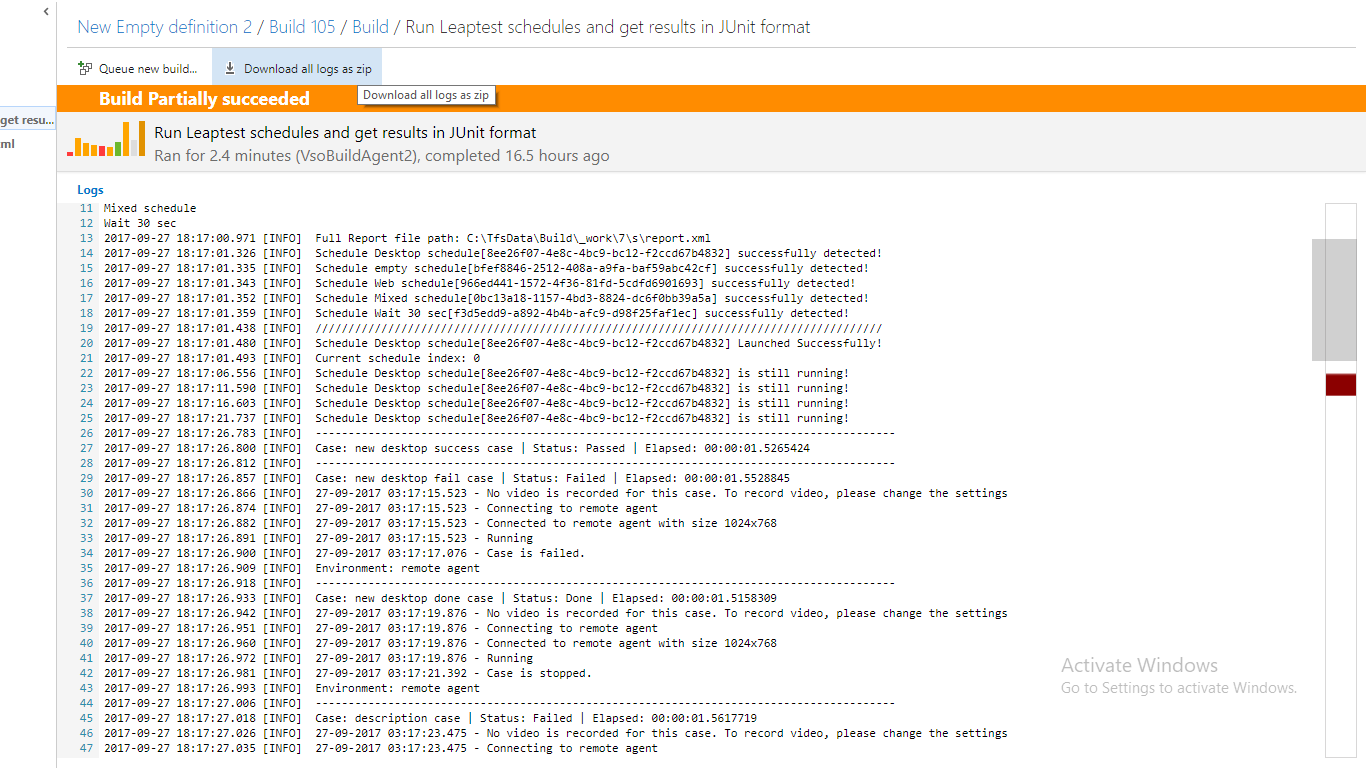 New Empty definition 2 / Build 105 / Build / Run Leaptest schedules and get results in JUnit format
Queue new build... Download all logs as zip
Build Partially succeeded
Download all logs as zip
get resu...
ml
Run Leaptest schedules and get results in JUnit format
Ran for 2.4 minutes (VsoBuildAgent2), completed 16.5 hours ago
Logs
11 Mixed schedule
12 Wait 30 sec
13 2017-09-27 18:17:00.971 [INFO] Full Report file path: C:\TfsData\Build\_work\7\s\report.xml
14 2017-09-27 18:17:01.326 [INFO] Schedule Desktop schedule[8ee26f07-4e8c-4bc9-bc12-f2ccd67b4832] successfully detected!
15 2017-09-27 18:17:01.335 [INFO] Schedule empty schedule[bfef8846-2512-408a-a9fa-baf59abc42cf] successfully detected!
16 2017-09-27 18:17:01.343 [INFO] Schedule Web schedule[966ed441-1572-4f36-81fd-5cdfd6901693] successfully detected!
17 2017-09-27 18:17:01.352 [INFO] Schedule Mixed schedule[0bc13a18-1157-4bd3-8824-dc6f0bb39a5a] successfully detected!
18 2017-09-27 18:17:01.359 [INFO] Schedule Wait 30 sec[f3d5edd9-a892-4b4b-afc9-d98f25faf1ec] successfully detected!
19 2017-09-27 18:17:01.438 [INFO] //////////////////////////////////////////////////////////////////////////////////////
20 2017-09-27 18:17:01.480 [INFO] Schedule Desktop schedule[8ee26f07-4e8c-4bc9-bc12-f2ccd67b4832] Launched Successfully!
21 2017-09-27 18:17:01.493 [INFO] Current schedule index: 0
22 2017-09-27 18:17:06.556 [INFO] Schedule Desktop schedule[8ee26f07-4e8c-4bc9-bc12-f2ccd67b4832] is still running!
23 2017-09-27 18:17:11.590 [INFO] Schedule Desktop schedule[8ee26f07-4e8c-4bc9-bc12-f2ccd67b4832] is still running!
24 2017-09-27 18:17:16.603 [INFO] Schedule Desktop schedule[8ee26f07-4e8c-4bc9-bc12-f2ccd67b4832] is still running!
25 2017-09-27 18:17:21.737 [INFO] Schedule Desktop schedule[8ee26f07-4e8c-4bc9-bc12-f2ccd67b4832] is still running!
26 2017-09-27 18:17:26.783 [INFO] ----------------------------------------------------------------------------------------
27 2017-09-27 18:17:26.800 [INFO] Case: new desktop success case | Status: Passed | Elapsed: 00:00:01.5265424
28 2017-09-27 18:17:26.812 [INFO] ----------------------------------------------------------------------------------------
29 2017-09-27 18:17:26.857 [INFO] Case: new desktop fail case | Status: Failed | Elapsed: 00:00:01.5528845
30 2017-09-27 18:17:26.866 [INFO] 27-09-2017 03:17:15.523 - No video is recorded for this case. To record video, please change the settings
31 2017-09-27 18:17:26.874 [INFO] 27-09-2017 03:17:15.523 - Connecting to remote agent
32 2017-09-27 18:17:26.882 [INFO] 27-09-2017 03:17:15.523 - Connected to remote agent with size 1024x768
33 2017-09-27 18:17:26.891 [INFO] 27-09-2017 03:17:15.523 - Running
34 2017-09-27 18:17:26.900 [INFO] 27-09-2017 03:17:17.076 - Case is failed.
35 2017-09-27 18:17:26.909 [INFO] Environment: remote agent
36 2017-09-27 18:17:26.918 [INFO] ----------------------------------------------------------------------------------------
37 2017-09-27 18:17:26.933 [INFO] Case: new desktop done case | Status: Done | Elapsed: 00:00:01.5158309
38 2017-09-27 18:17:26.942 [INFO] 27-09-2017 03:17:19.876 - No video is recorded for this case. To record video, please change the settings
39 2017-09-27 18:17:26.951 [INFO] 27-09-2017 03:17:19.876 - Connecting to remote agent
40 2017-09-27 18:17:26.960 [INFO] 27-09-2017 03:17:19.876 - Connected to remote agent with size 1024x768
41 2017-09-27 18:17:26.972 [INFO] 27-09-2017 03:17:19.876 - Running
42 2017-09-27 18:17:26.981 [INFO] 27-09-2017 03:17:21.392 - Case is stopped.
43 2017-09-27 18:17:26.993 [INFO] Environment: remote agent
44 2017-09-27 18:17:27.006 [INFO] ----------------------------------------------------------------------------------------
45 2017-09-27 18:17:27.018 [INFO] Case: description case | Status: Failed | Elapsed: 00:00:01.5617719
46 2017-09-27 18:17:27.026 [INFO] 27-09-2017 03:17:23.475 - No video is recorded for this case. To record video, please change the settings
47 2017-09-27 18:17:27.035 [INFO] 27-09-2017 03:17:23.475 - Connecting to remote agent
Activate Windows
Go to Settings to activate Windows.